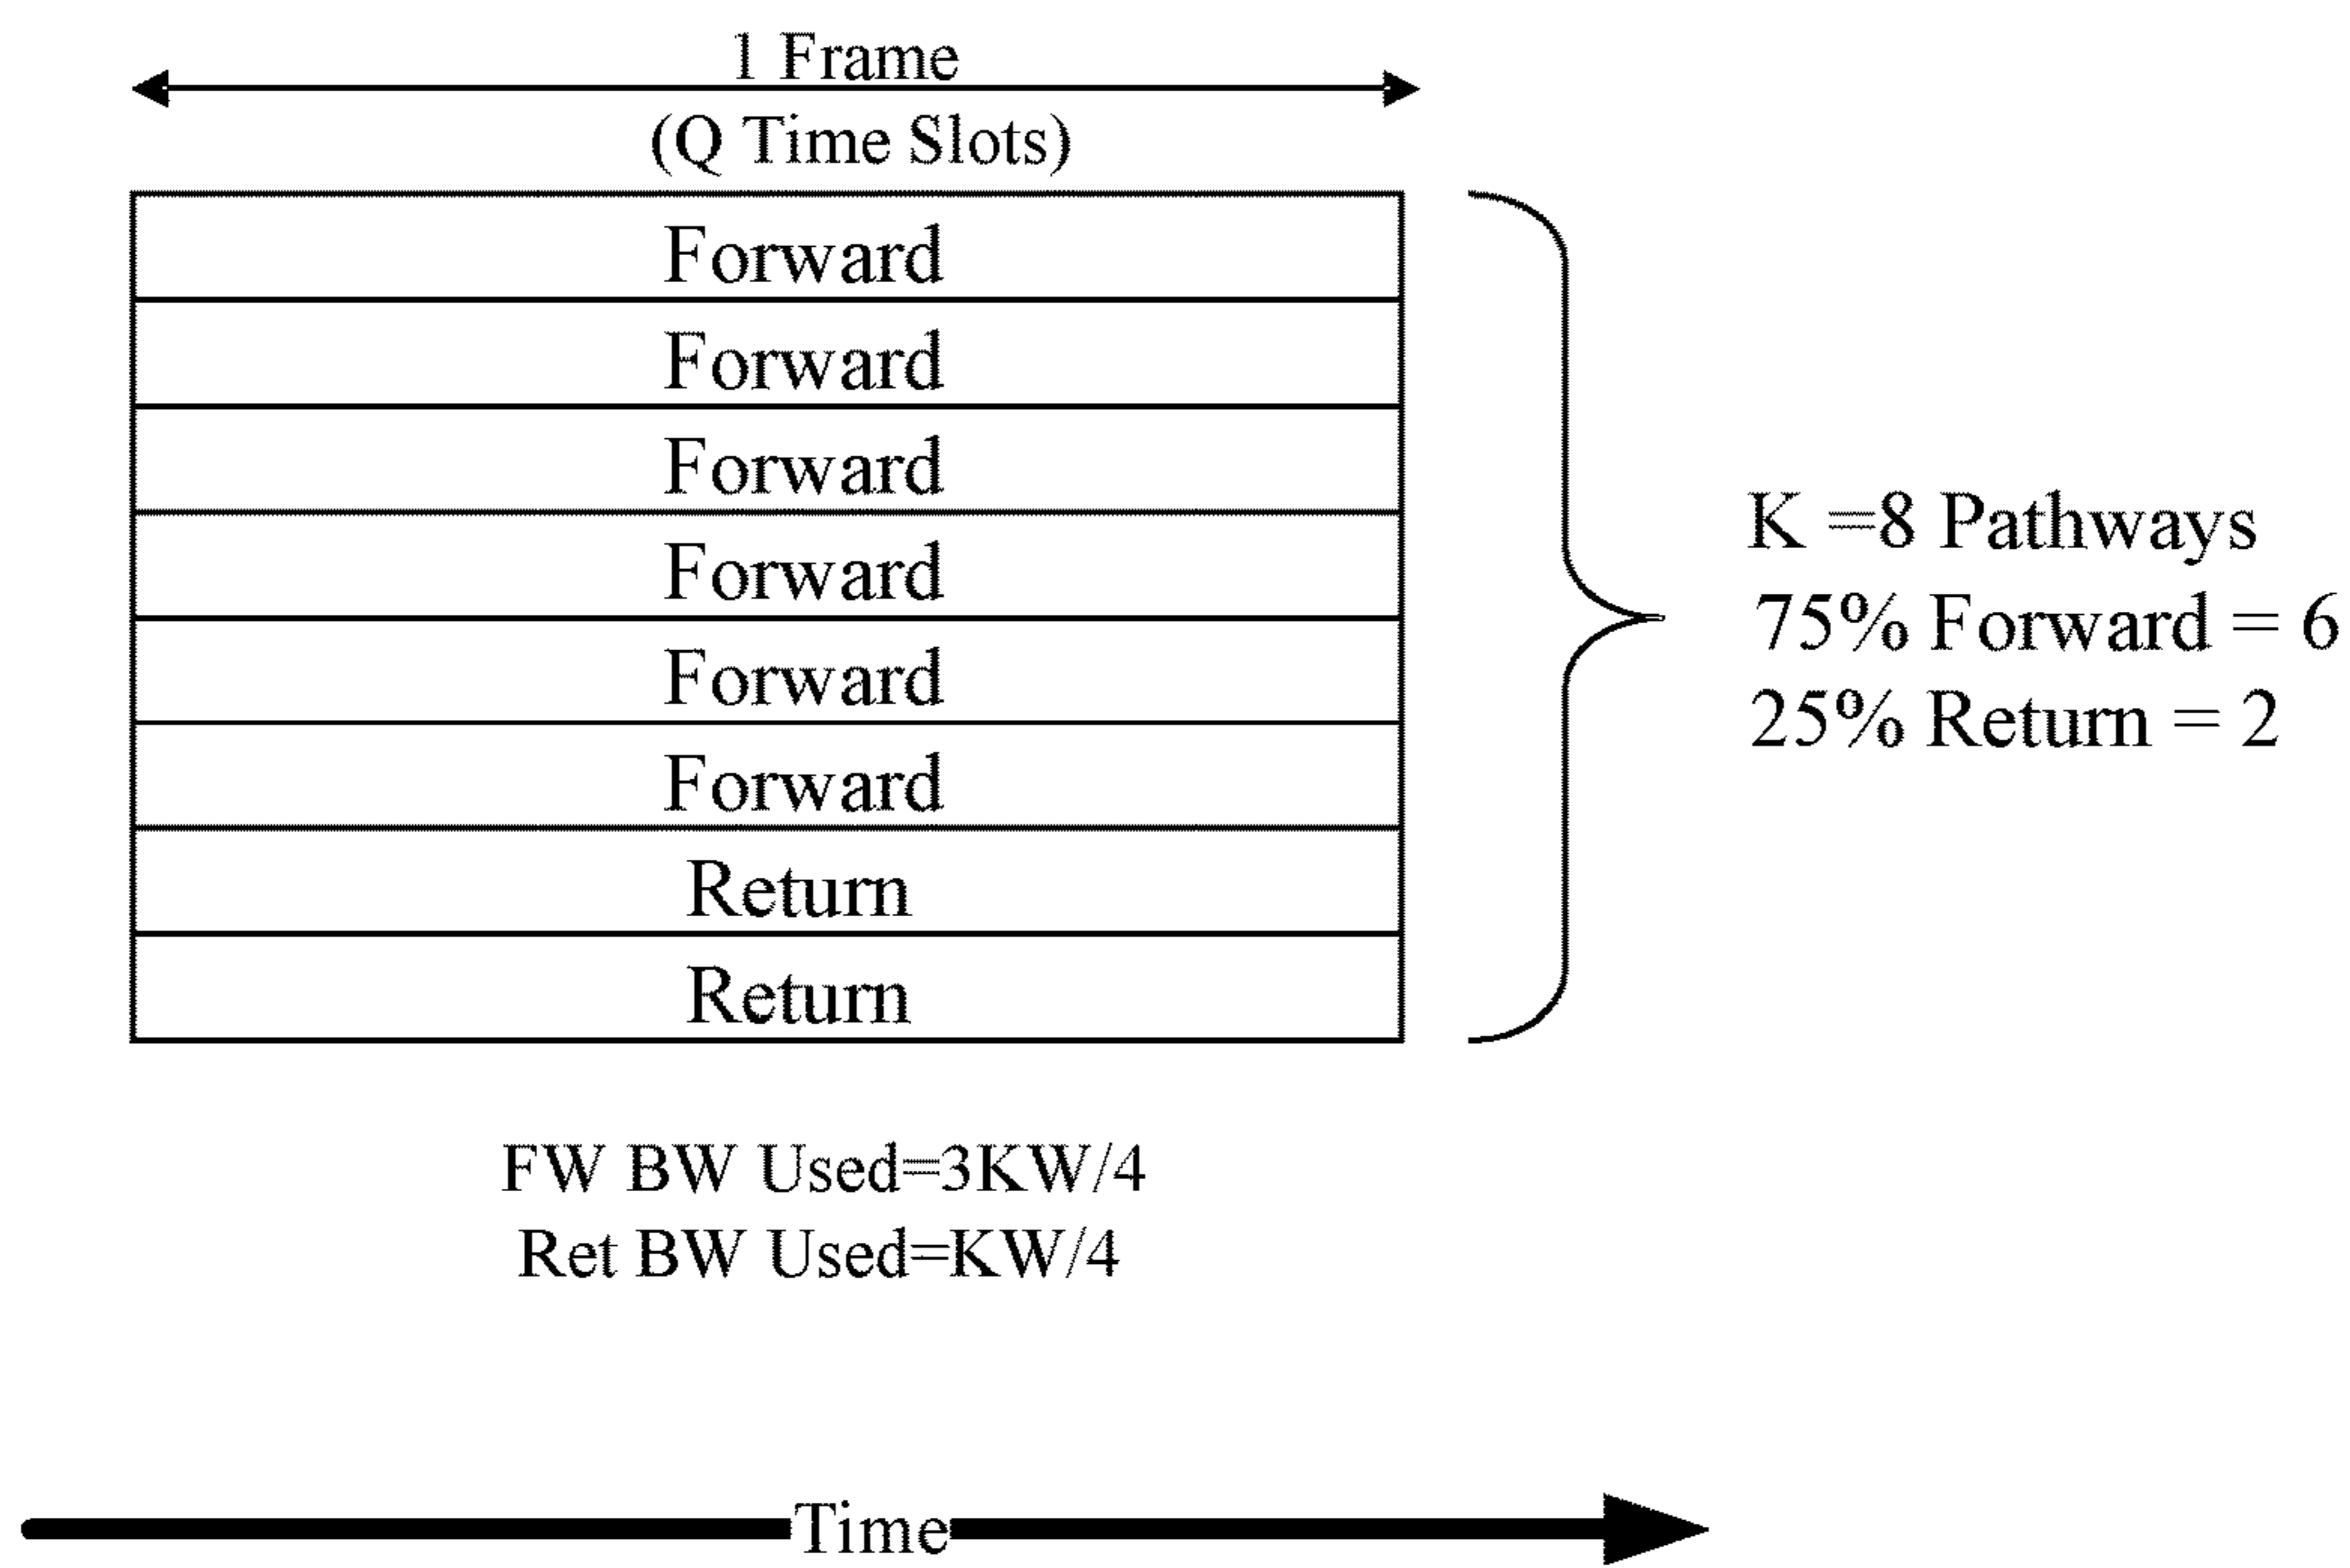 1 Frame
(Q Time Slots)
Forward
Forward
Forward
Forward
Forward
Forward
Return
Return
K =8 Pathways
75% Forward = 6
25% Return = 2
FW BW Used=3KW/4
Ret BW Used=KW/4
Time